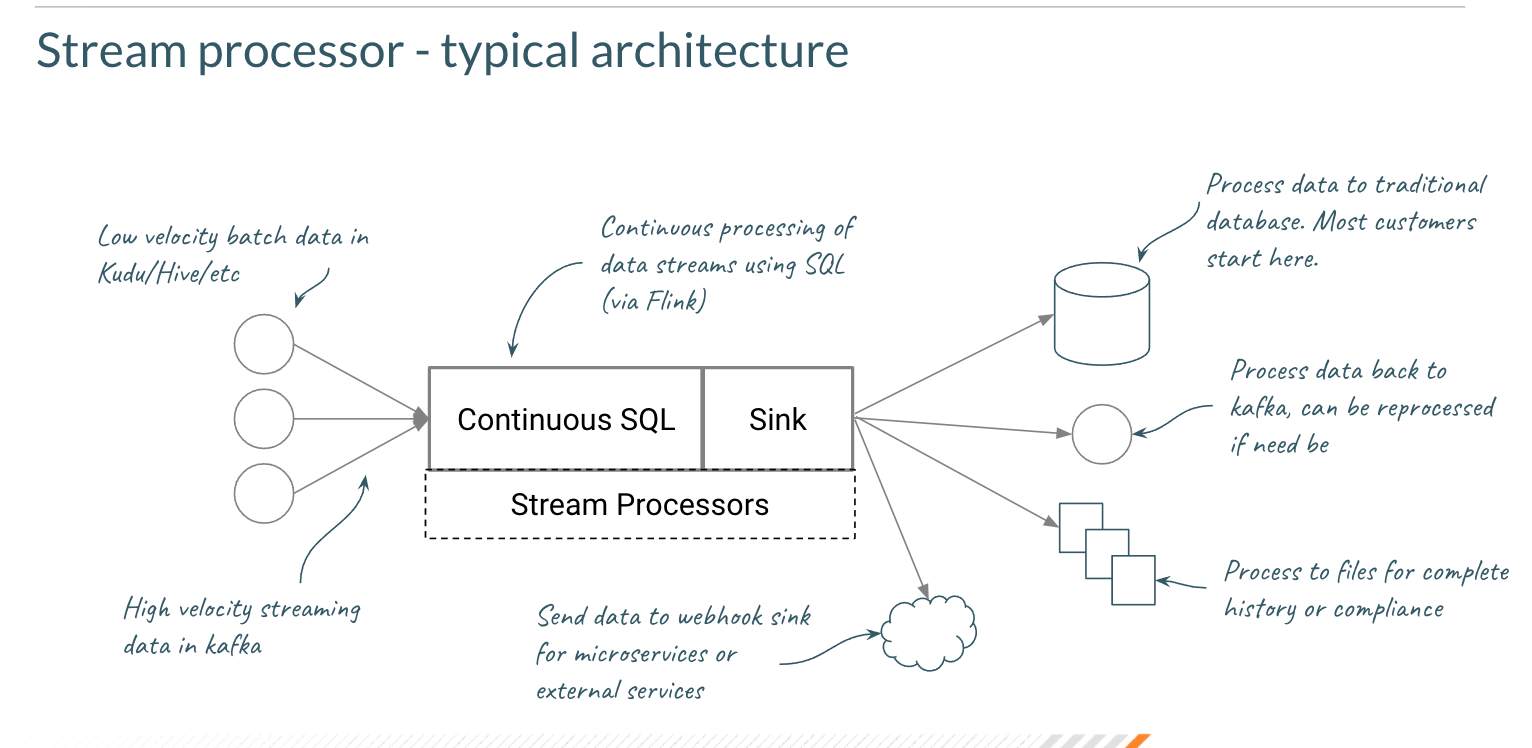 Stream processor - typical architecture
Process data to traditional
database. Most customers
start here.
Low velocity batch data in
Kudu/Hive/etc
Continuous processing of
data streams using SQL
(via Flink)
Process data back to
kafka, can be reprocessed
if need be
Continuous SQL
Sink
Stream Processors
Process to files for complete
history or compliance
High velocity streaming
data in kafka
Send data to webhook sink
for microservices or
external services